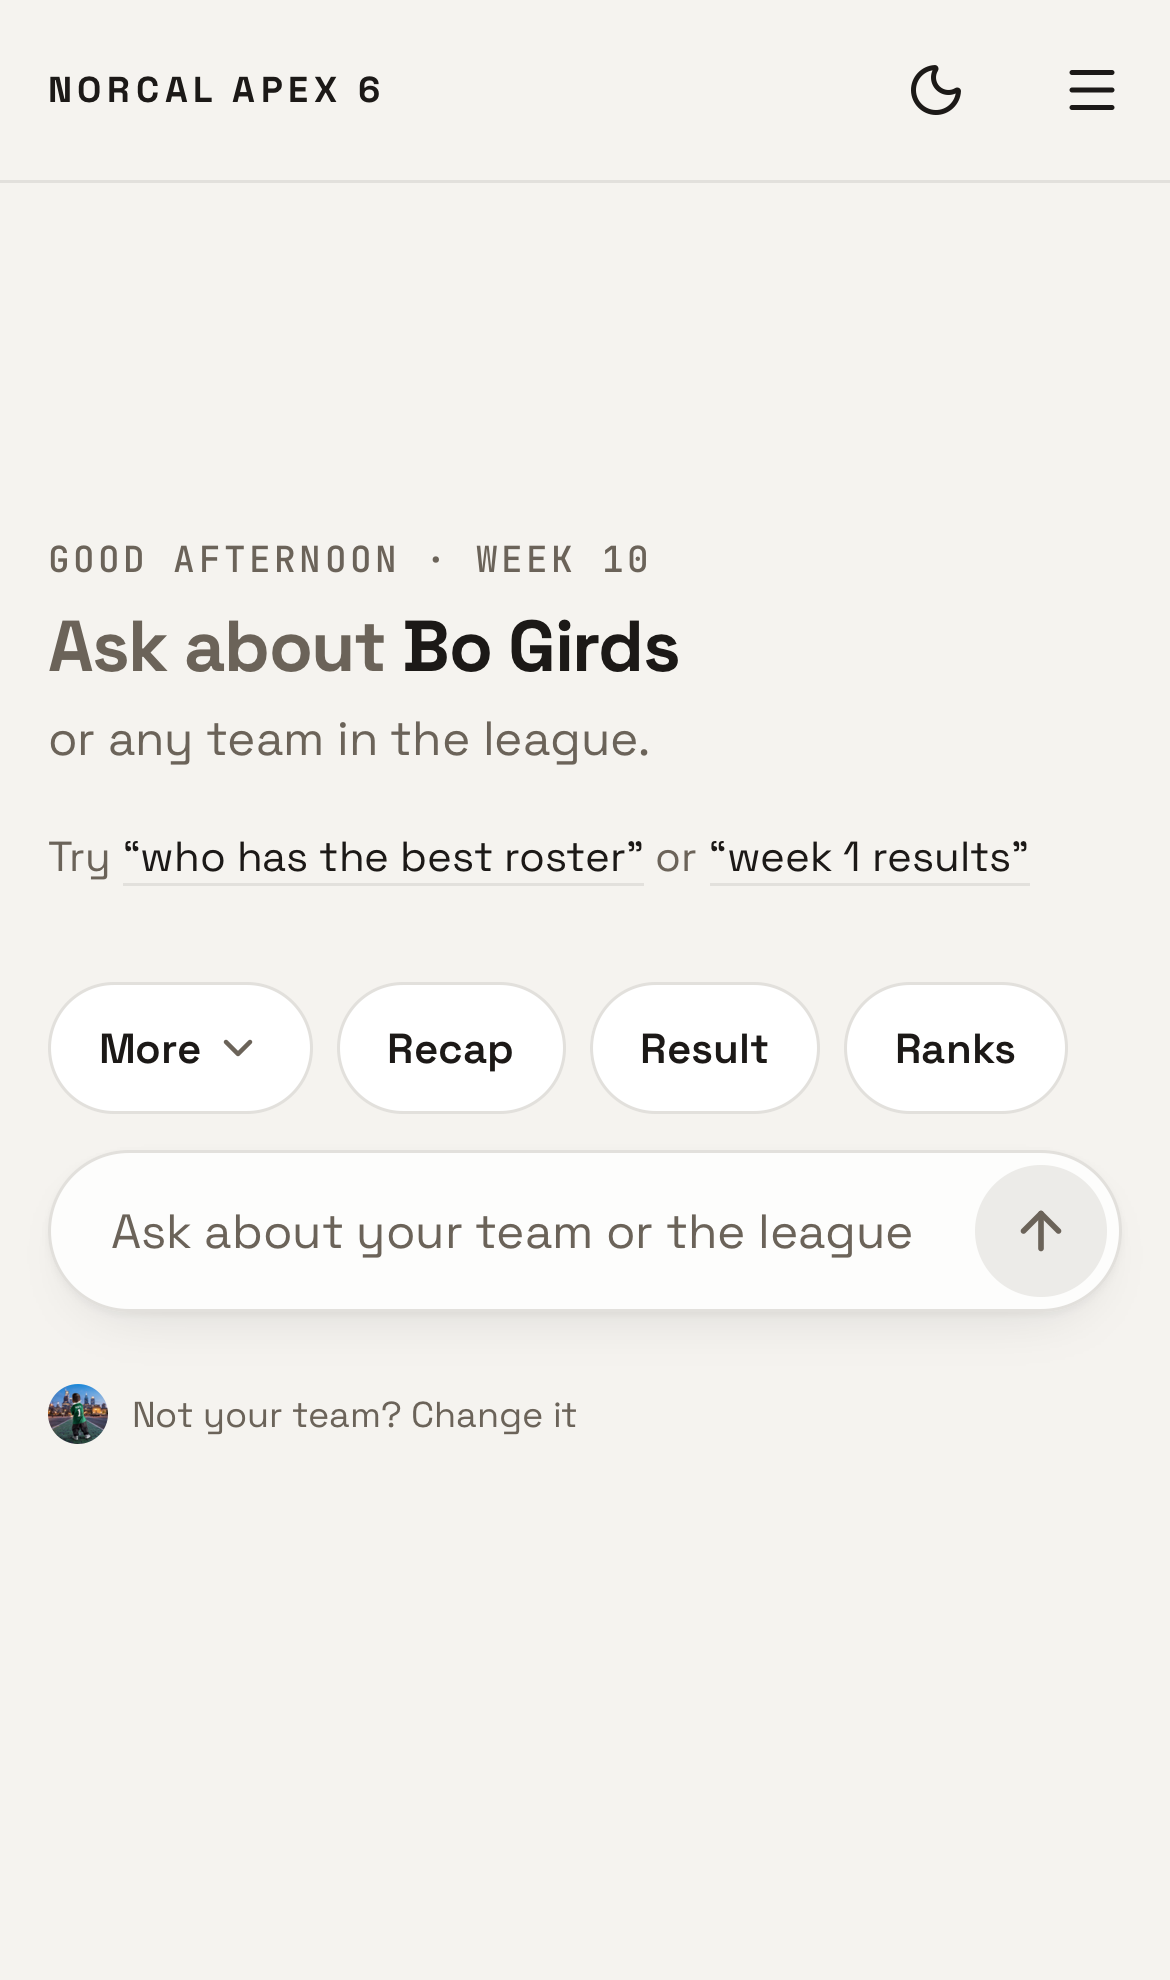 NORCAL APEX 6
GOOD AFTERNOON · WEEK 10
Ask about Bo Girds
or any team in the league.
Try “who has the best roster” or “week 1 results”
More Recap Result Ranks
Ask about your team or the league
Not your team? Change it